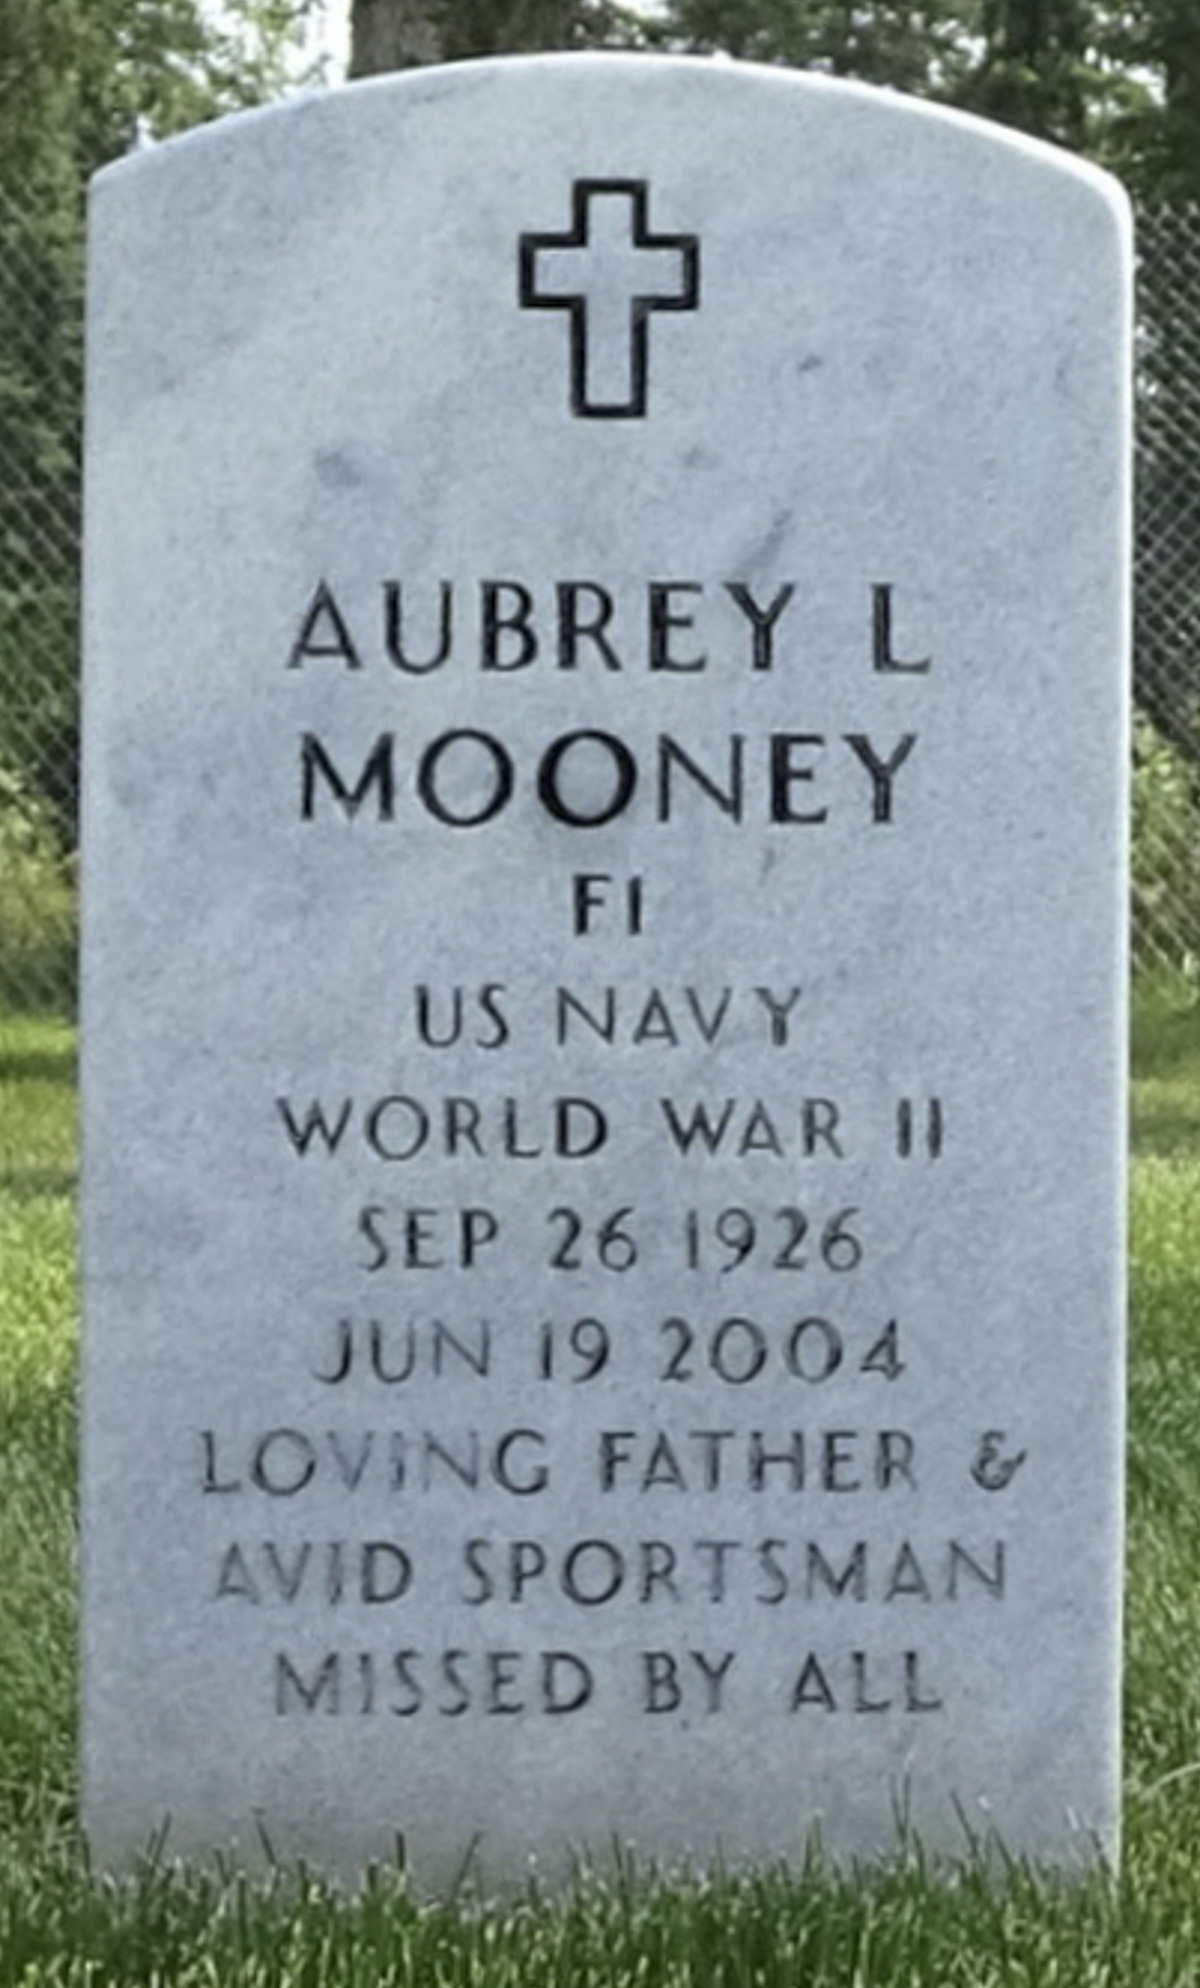 AUBREY L
MOONEY
F1
US NAVY
WORLD WAR II
SEP 26 1926
JUN 19 2004
LOVING FATHER &
AVID SPORTSMAN
MISSED BY ALL